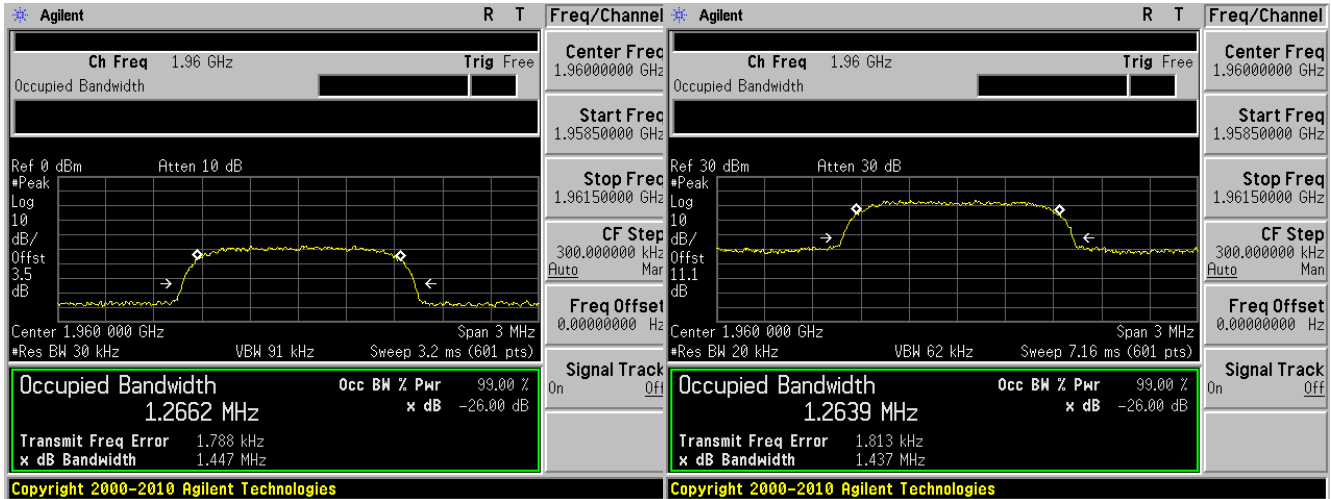 Agilent R T Freq/Channel
Ch Freq 1.96 GHz Trig Free
Occupied Bandwidth
Center Freq
1.96000000 GHz
Start Freq
1.95850000 GHz
Stop Freq
1.96150000 GHz
CF Step
300.000000 kHz
Auto Man
Freq Offset
0.00000000 Hz
Signal Track
On Off
Ref 0 dBm Atten 10 dB
#Peak
Log
10
dB/
Offst
3.5
dB
Center 1.960 000 GHz Span 3 MHz
#Res BW 30 kHz VBW 91 kHz Sweep 3.2 ms (601 pts)
Occupied Bandwidth Occ BW % Pwr 99.00 %
1.2662 MHz x dB -26.00 dB
Transmit Freq Error 1.788 kHz
x dB Bandwidth 1.447 MHz
Copyright 2000-2010 Agilent Technologies
Agilent R T Freq/Channel
Ch Freq 1.96 GHz Trig Free
Occupied Bandwidth
Center Freq
1.96000000 GHz
Start Freq
1.95850000 GHz
Stop Freq
1.96150000 GHz
CF Step
300.000000 kHz
Auto Man
Freq Offset
0.00000000 Hz
Signal Track
On Off
Ref 30 dBm Atten 30 dB
#Peak
Log
10
dB/
Offst
11.1
dB
Center 1.960 000 GHz Span 3 MHz
#Res BW 20 kHz VBW 62 kHz Sweep 7.16 ms (601 pts)
Occupied Bandwidth Occ BW % Pwr 99.00 %
1.2639 MHz x dB -26.00 dB
Transmit Freq Error 1.813 kHz
x dB Bandwidth 1.437 MHz
Copyright 2000-2010 Agilent Technologies